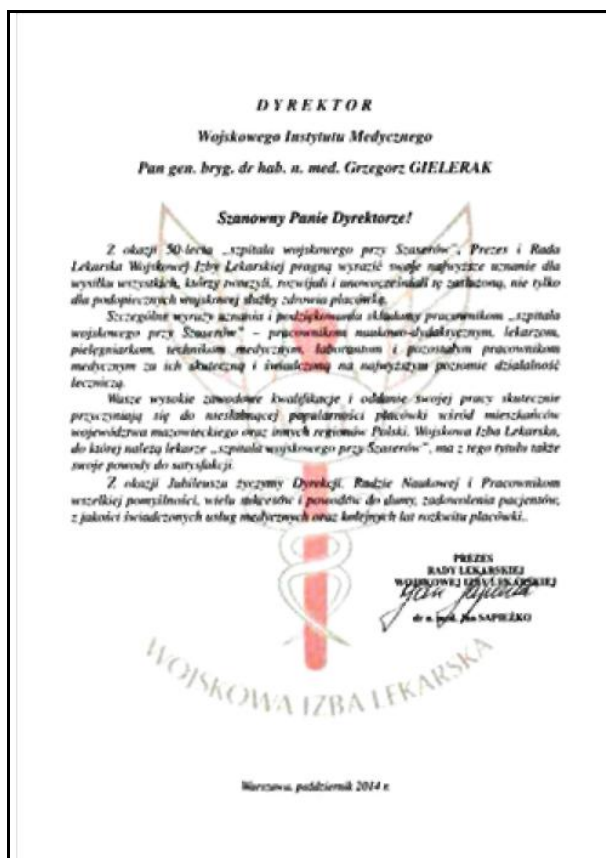 DYREKTOR
Wojskowego Instytutu Medycznego
Pan gen. bryg. dr hab. n. med. Grzegorz GIELERAK
Szanowny Panie Dyrektorze!
Z okazji 50-lecia „szpitala wojskowego przy Szaserów", Prezes i Rada
Lekarska Wojskowej Izby Lekarskiej pragną wyrazić swoje najwyższe uznanie dla
wysiłku wszystkich, którzy tworzyli, rozwijali i unowocześniali tę zasłużoną, nie tylko
dla podopiecznych wojskowej służby zdrowia placówkę.
Szczególne wyrazy uznania i podziękowania składamy pracownikom „szpitala
wojskowego przy Szaserów" – pracownikom naukowo-dydaktycznym, lekarzom,
pielęgniarkom, technikom medycznym, laborantom i pozostałym pracownikom
medycznym za ich skuteczną i świadczoną na najwyższym poziomie działalność
leczniczą.
Wasze wysokie zawodowe kwalifikacje i oddanie swojej pracy skutecznie
przyczyniają się do niesłabnącej popularności placówki wśród mieszkańców
województwa mazowieckiego oraz innych regionów Polski. Wojskowa Izba Lekarska,
do której należą lekarze „szpitala wojskowego przy Szaserów", ma z tego tytułu także
swoje powody do satysfakcji.
Z okazji Jubileuszu życzymy Dyrekcji, Radzie Naukowej i Pracownikom
wszelkiej pomyślności, wielu sukcesów i powodów do dumy, zadowolenia pacjentów,
z jakości świadczonych usług medycznych oraz kolejnych lat rozkwitu placówki.
PREZES
RADY LEKARSKIEJ
WOJSKOWEJ IZBY LEKARSKIEJ
dr n. med. Jan SAPIEŻKO
WOJSKOWA IZBA LEKARSKA
Warszawa, październik 2014 r.